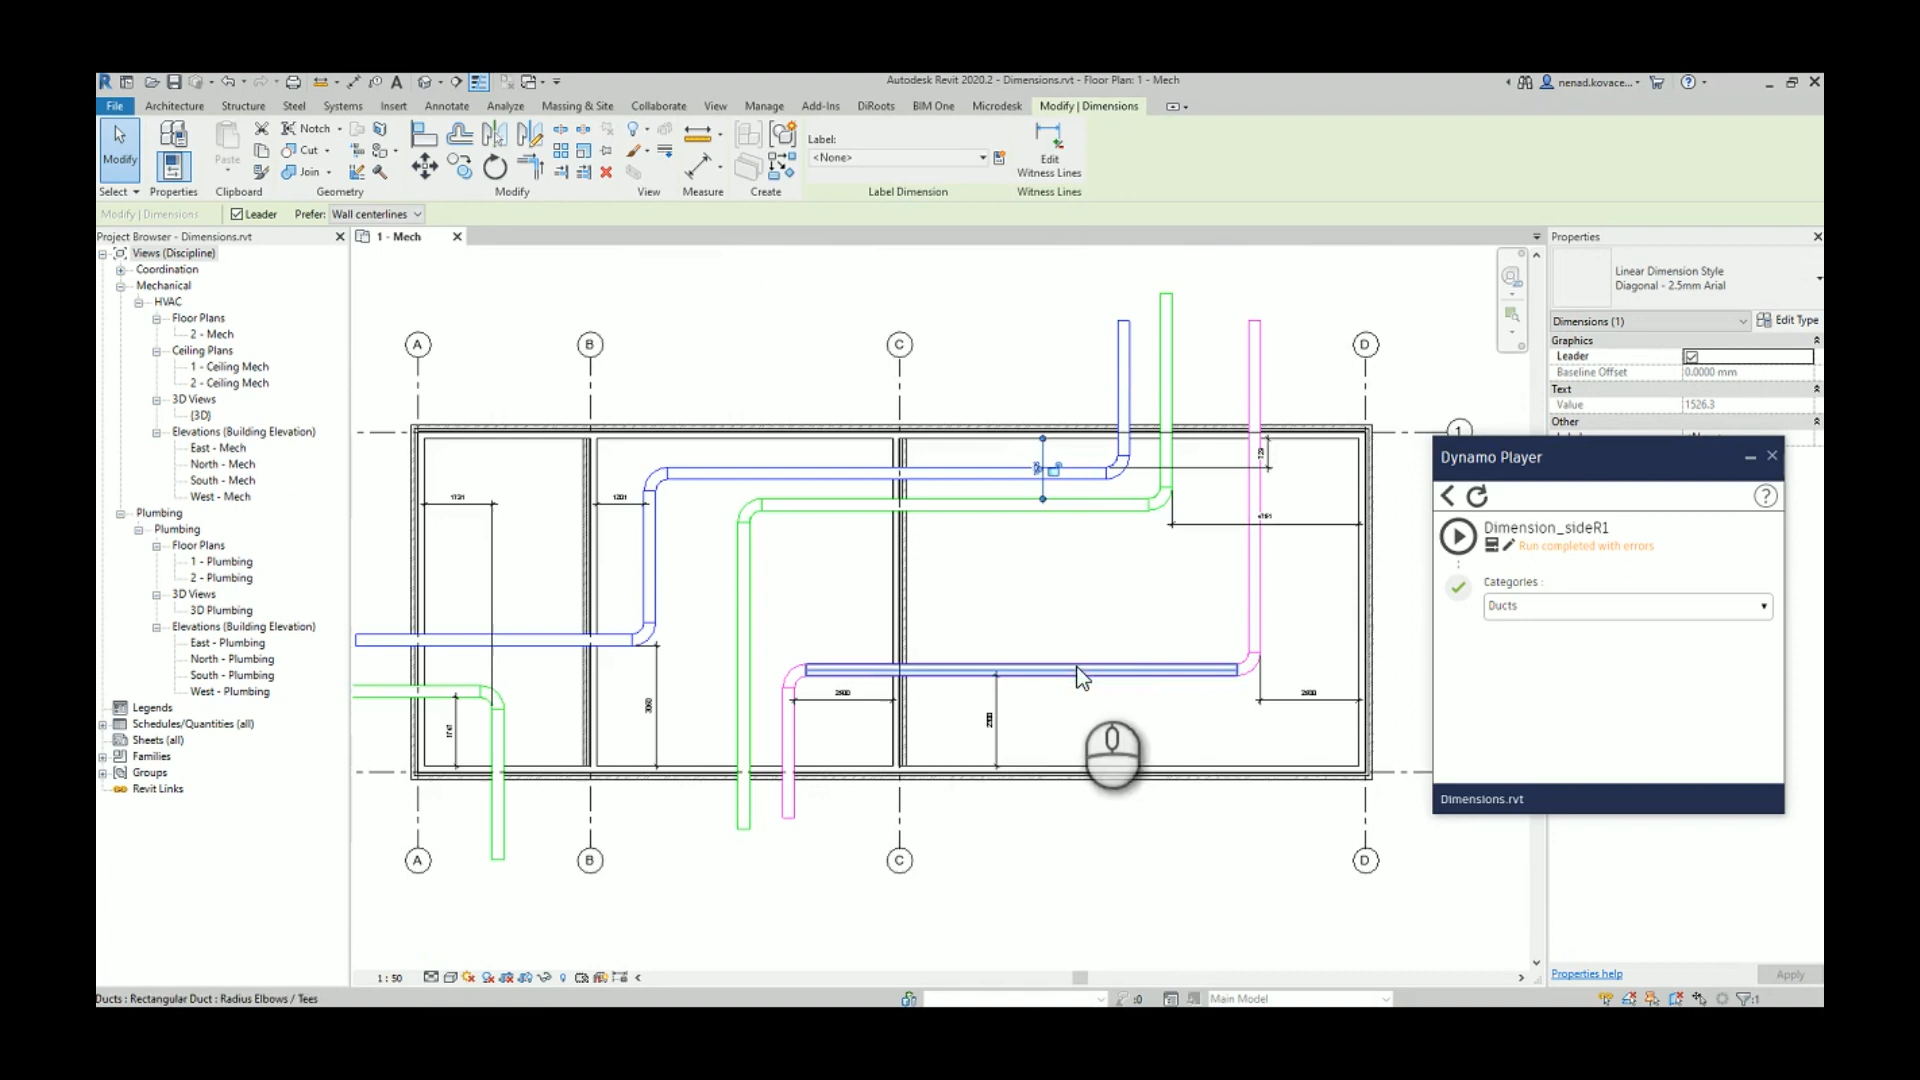 Autodesk Revit 2020.2 - Dimensions.rvt - Floor Plan: 1 - Mech
nenad.kovace...
File Architecture Structure Steel Systems Insert Annotate Analyze Massing & Site Collaborate View Manage Add-Ins DiRoots BIM One Microdesk Modify | Dimensions
Modify
Paste
Notch
Cut
Join
Label:
<None>
Edit
Witness Lines
Select Properties Clipboard Geometry Modify View Measure Create Label Dimension Witness Lines
Modify | Dimensions
Leader
Prefer: Wall centerlines
Project Browser - Dimensions.rvt
Views (Discipline)
Coordination
Mechanical
HVAC
Floor Plans
2 - Mech
Ceiling Plans
1 - Ceiling Mech
2 - Ceiling Mech
3D Views
{3D}
Elevations (Building Elevation)
East - Mech
North - Mech
South - Mech
West - Mech
Plumbing
Plumbing
Floor Plans
1 - Plumbing
2 - Plumbing
3D Views
3D Plumbing
Elevations (Building Elevation)
East - Plumbing
North - Plumbing
South - Plumbing
West - Plumbing
Legends
Schedules/Quantities (all)
Sheets (all)
Families
Groups
Revit Links
1 - Mech
A B C D
1
A B C D
Properties
Linear Dimension Style
Diagonal - 2.5mm Arial
Dimensions (1)
Edit Type
Graphics
Leader
Baseline Offset 0.0000 mm
Text
Value 1526.3
Other
Dynamo Player
Dimension_sideR1
Run completed with errors
Categories :
Ducts
Dimensions.rvt
Properties help
Apply
1 : 50
Ducts : Rectangular Duct : Radius Elbows / Tees
:0
Main Model
:1